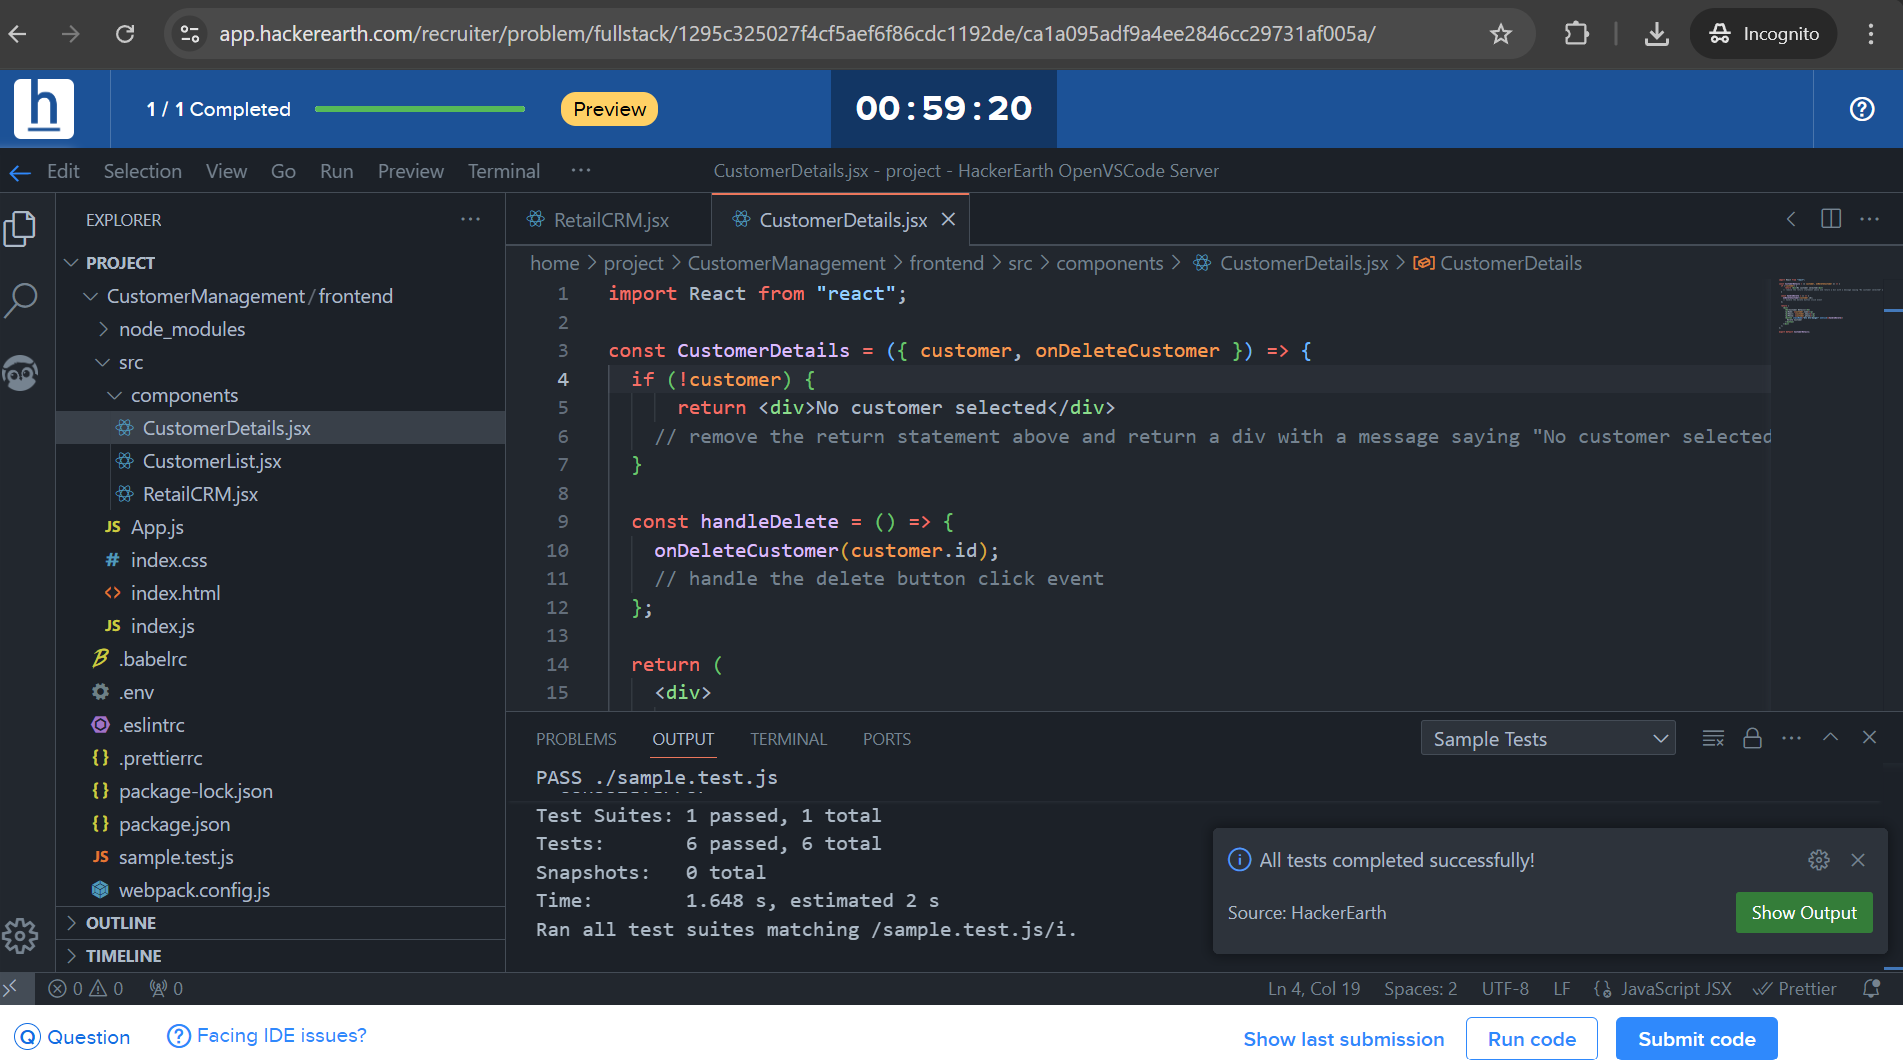 app.hackerearth.com/recruiter/problem/fullstack/1295c325027f4cf5aef6f86cdc1192de/ca1a095adf9a4ee2846cc29731af005a/
Incognito
h
1 / 1 Completed
Preview
00:59:20
Edit Selection View Go Run Preview Terminal ···
CustomerDetails.jsx - project - HackerEarth OpenVSCode Server
EXPLORER
PROJECT
CustomerManagement/frontend
node_modules
src
components
CustomerDetails.jsx
CustomerList.jsx
RetailCRM.jsx
JS App.js
# index.css
<> index.html
JS index.js
.babelrc
.env
.eslintrc
{} .prettierrc
{} package-lock.json
{} package.json
JS sample.test.js
webpack.config.js
OUTLINE
TIMELINE
RetailCRM.jsx
CustomerDetails.jsx
home > project > CustomerManagement > frontend > src > components > CustomerDetails.jsx > CustomerDetails
1 import React from "react";
2
3 const CustomerDetails = ({ customer, onDeleteCustomer }) => {
4 if (!customer) {
5 return <div>No customer selected</div>
6 // remove the return statement above and return a div with a message saying "No customer selected
7 }
8
9 const handleDelete = () => {
10 onDeleteCustomer(customer.id);
11 // handle the delete button click event
12 };
13
14 return (
15 <div>
PROBLEMS OUTPUT TERMINAL PORTS
Sample Tests
PASS ./sample.test.js
Test Suites: 1 passed, 1 total
Tests: 6 passed, 6 total
Snapshots: 0 total
Time: 1.648 s, estimated 2 s
Ran all test suites matching /sample.test.js/i.
All tests completed successfully!
Source: HackerEarth
Show Output
0 0 0
Ln 4, Col 19 Spaces: 2 UTF-8 LF JavaScript JSX Prettier
Q Question
Facing IDE issues?
Show last submission
Run code
Submit code